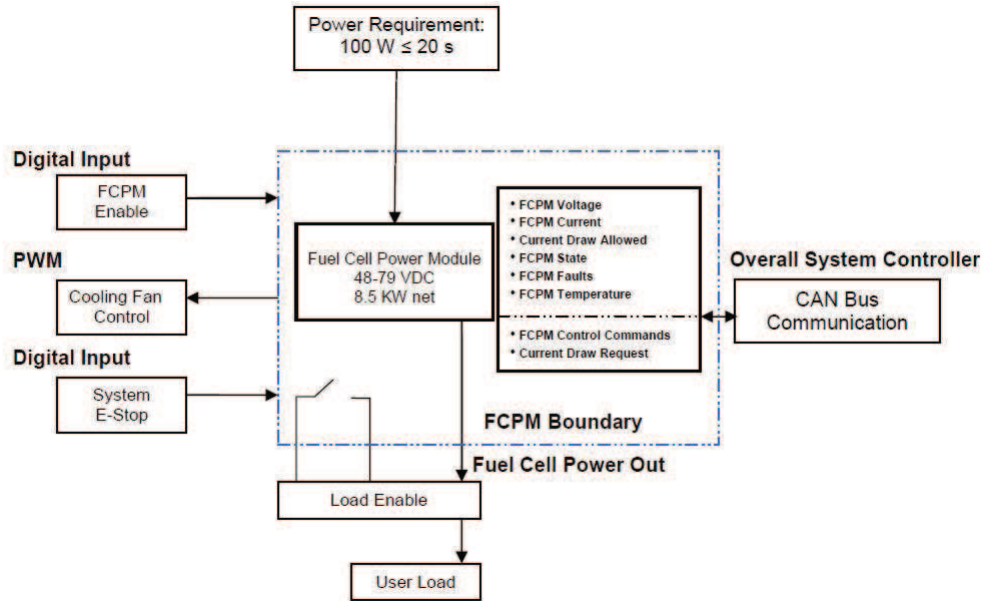 Power Requirement:
100 W ≤ 20 s
Digital Input
FCPM
Enable
PWM
Cooling Fan
Control
Digital Input
System
E-Stop
Fuel Cell Power Module
48-79 VDC
8.5 KW net
• FCPM Voltage
• FCPM Current
• Current Draw Allowed
• FCPM State
• FCPM Faults
• FCPM Temperature
• FCPM Control Commands
• Current Draw Request
Overall System Controller
CAN Bus
Communication
FCPM Boundary
Fuel Cell Power Out
Load Enable
User Load